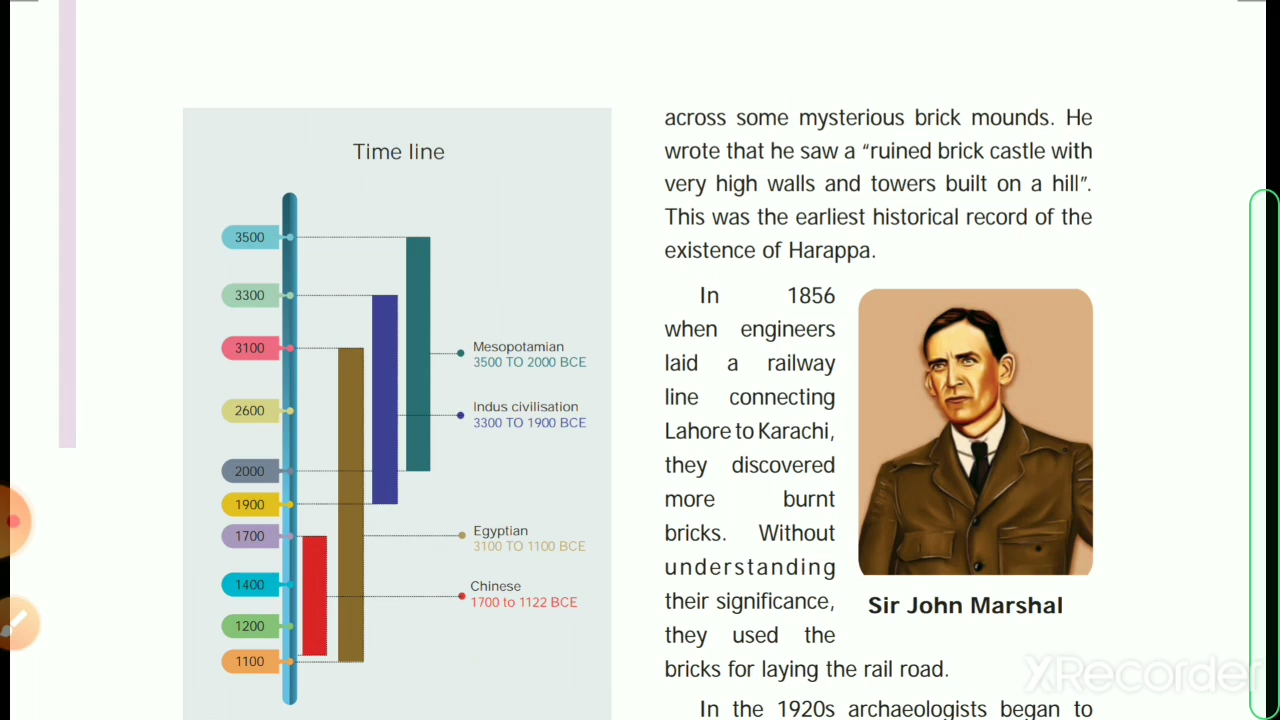 Time line
3500
3300
3100
2600
2000
1900
1700
1400
1200
1100
Mesopotamian
3500 TO 2000 BCE
Indus civilisation
3300 TO 1900 BCE
Egyptian
3100 TO 1100 BCE
Chinese
1700 to 1122 BCE
across some mysterious brick mounds. He
wrote that he saw a “ruined brick castle with
very high walls and towers built on a hill”.
This was the earliest historical record of the
existence of Harappa.
In 1856
when engineers
laid a railway
line connecting
Lahore to Karachi,
they discovered
more burnt
bricks. Without
understanding
their significance,
they used the
bricks for laying the rail road.
Sir John Marshal
In the 1920s archaeologists began to
XRecorder